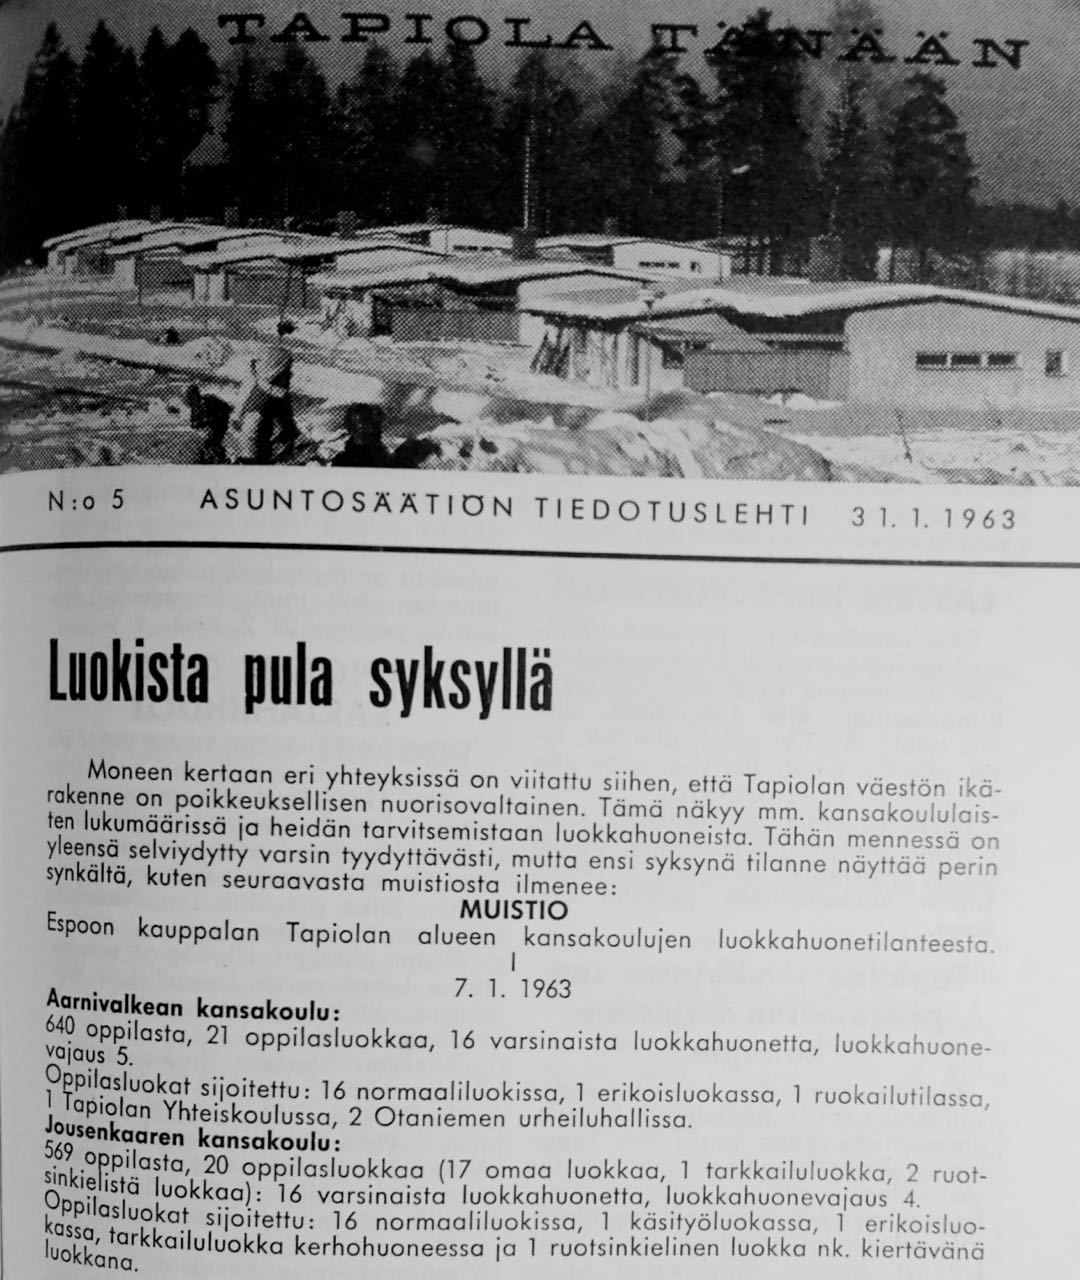 TAPIOLA TÄNÄÄN
N:o 5 ASUNTOSÄÄTIÖN TIEDOTUSLEHTI 31. 1. 1963
Luokista pula syksyllä
Moneen kertaan eri yhteyksissä on viitattu siihen, että Tapiolan väestön ikä-
rakenne on poikkeuksellisen nuorisovaltainen. Tämä näkyy mm. kansakoululais-
ten lukumäärissä ja heidän tarvitsemistaan luokkahuoneista. Tähän mennessä on
yleensä selviydytty varsin tyydyttävästi, mutta ensi syksynä tilanne näyttää perin
synkältä, kuten seuraavasta muistiosta ilmenee:
MUISTIO
Espoon kauppalan Tapiolan alueen kansakoulujen luokkahuonetilanteesta.
I
7. 1. 1963
Aarnivalkean kansakoulu:
640 oppilasta, 21 oppilasluokkaa, 16 varsinaista luokkahuonetta, luokkahuone-
vajaus 5.
Oppilasluokat sijoitettu: 16 normaaliluokissa, 1 erikoisluokassa, 1 ruokailutilassa,
1 Tapiolan Yhteiskoulussa, 2 Otaniemen urheiluhallissa.
Jousenkaaren kansakoulu:
569 oppilasta, 20 oppilasluokkaa (17 omaa luokkaa, 1 tarkkailuluokka, 2 ruot-
sinkielistä luokkaa): 16 varsinaista luokkahuonetta, luokkahuonevajaus 4.
Oppilasluokat sijoitettu: 16 normaaliluokissa, 1 käsityöluokassa, 1 erikoisluo-
kassa, tarkkailuluokka kerhohuoneessa ja 1 ruotsinkielinen luokka nk. kiertävänä
luokkana.